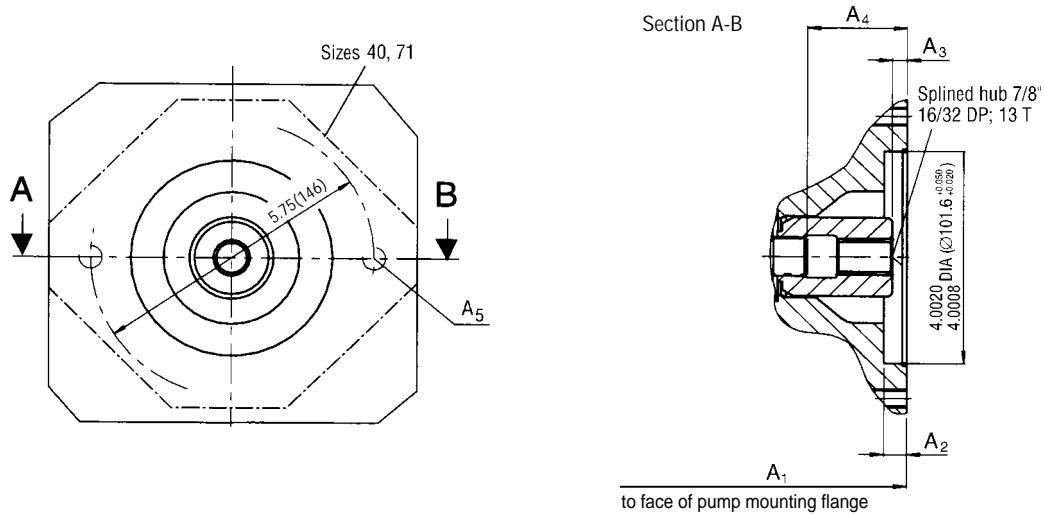 Sizes 40, 71
A
B
5.75(146)
A5
Section A-B
A4
A3
Splined hub 7/8"
16/32 DP; 13 T
4.0020
4.0008 DIA (∅101.6 +0.050 +0.020)
A2
A1
to face of pump mounting flange